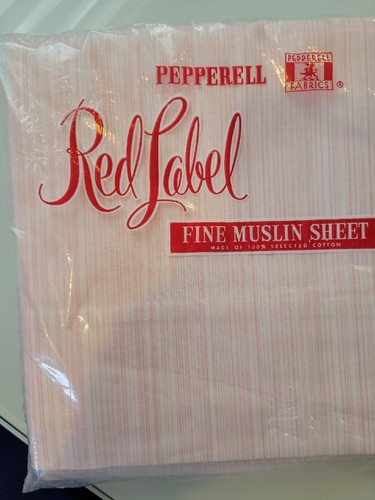 PEPPERELL
PEPPERELL
FABRICS
®
Red Label
FINE MUSLIN SHEET
MADE OF 100% SELECTED COTTON